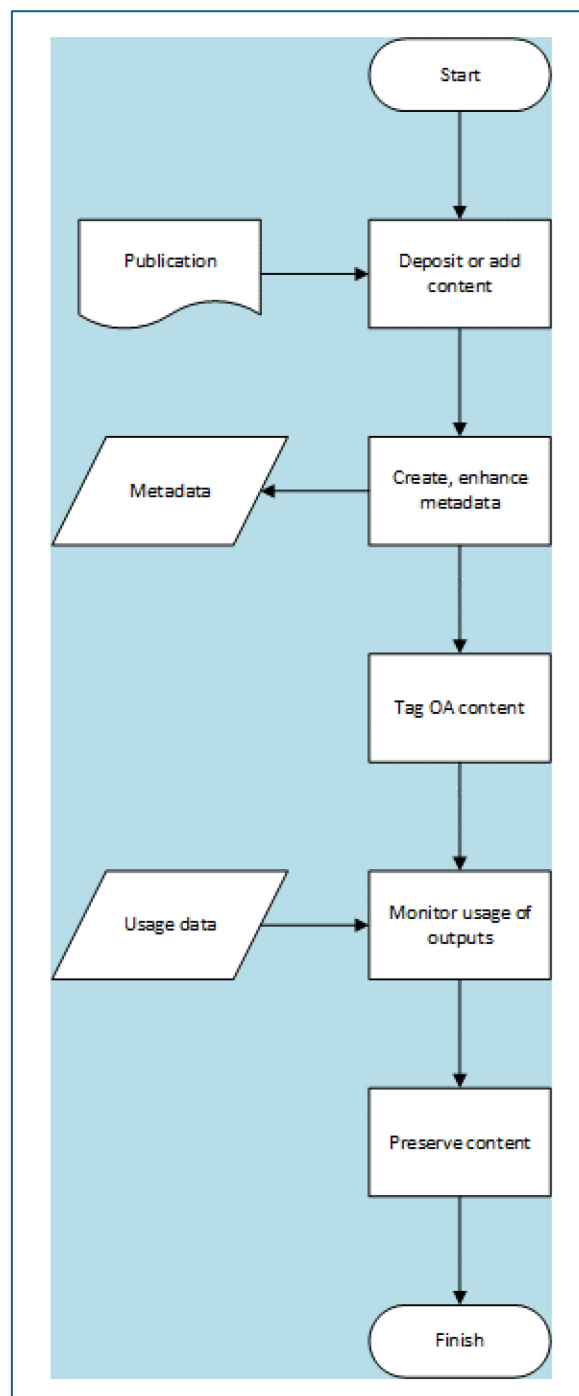 Start
Publication
Deposit or add
content
Metadata
Create, enhance
metadata
Tag OA content
Usage data
Monitor usage of
outputs
Preserve content
Finish